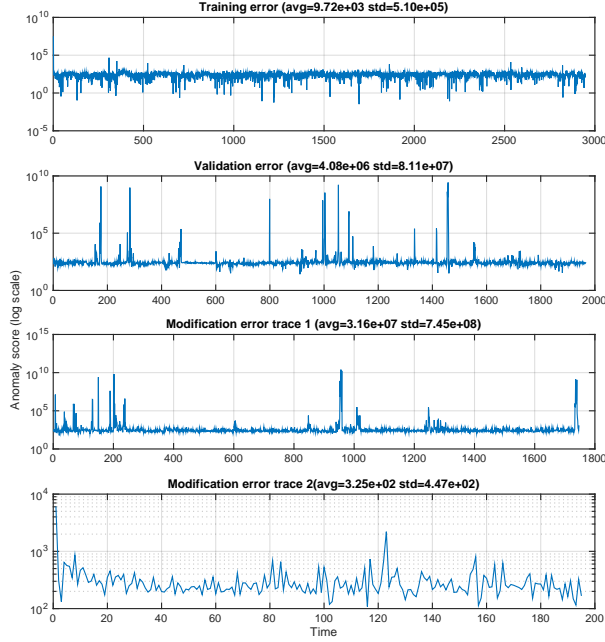 Training error (avg=9.72e+03 std=5.10e+05)
10^10
10^5
10^0
10^-5
0 500 1000 1500 2000 2500 3000
Validation error (avg=4.08e+06 std=8.11e+07)
10^10
10^5
10^0
0 200 400 600 800 1000 1200 1400 1600 1800 2000
Anomaly score (log scale)
Modification error trace 1 (avg=3.16e+07 std=7.45e+08)
10^15
10^10
10^5
10^0
0 200 400 600 800 1000 1200 1400 1600 1800
Modification error trace 2(avg=3.25e+02 std=4.47e+02)
10^4
10^3
10^2
0 20 40 60 80 100 120 140 160 180 200
Time